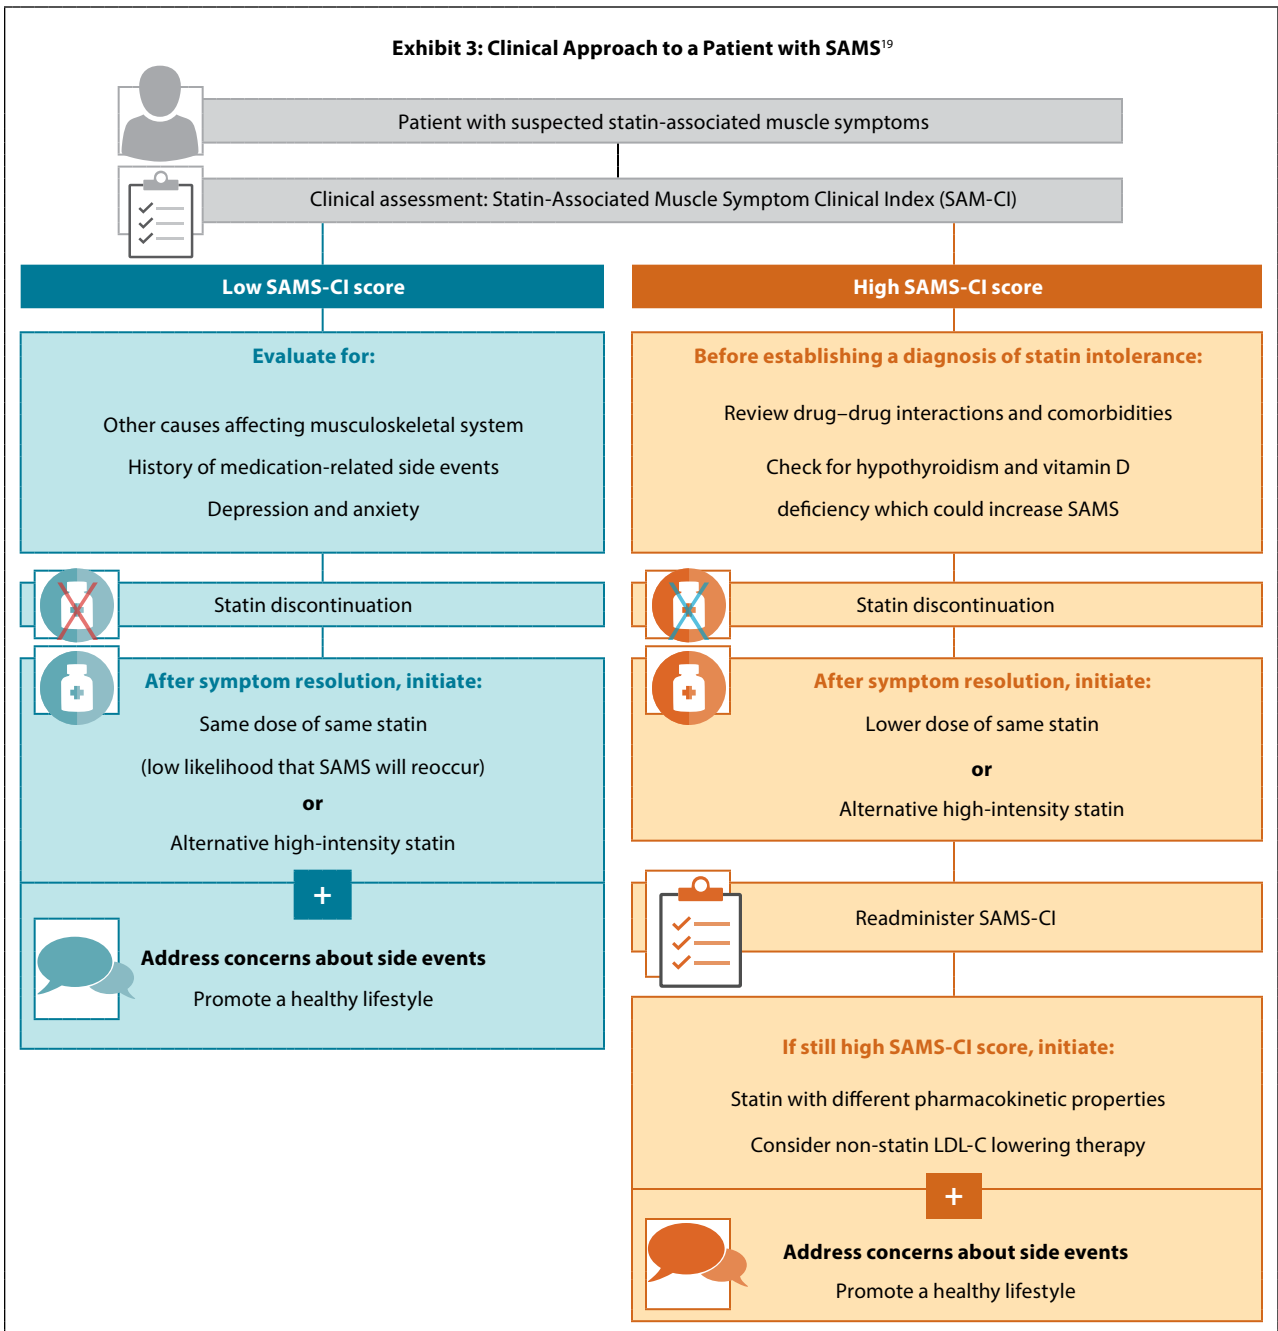 Exhibit 3: Clinical Approach to a Patient with SAMS19
Patient with suspected statin-associated muscle symptoms
Clinical assessment: Statin-Associated Muscle Symptom Clinical Index (SAM-CI)
Low SAMS-CI score
Evaluate for:
Other causes affecting musculoskeletal system
History of medication-related side events
Depression and anxiety
Statin discontinuation
After symptom resolution, initiate:
Same dose of same statin
(low likelihood that SAMS will reoccur)
or
Alternative high-intensity statin
+
Address concerns about side events
Promote a healthy lifestyle
High SAMS-CI score
Before establishing a diagnosis of statin intolerance:
Review drug–drug interactions and comorbidities
Check for hypothyroidism and vitamin D
deficiency which could increase SAMS
Statin discontinuation
After symptom resolution, initiate:
Lower dose of same statin
or
Alternative high-intensity statin
Readminister SAMS-CI
If still high SAMS-CI score, initiate:
Statin with different pharmacokinetic properties
Consider non-statin LDL-C lowering therapy
+
Address concerns about side events
Promote a healthy lifestyle